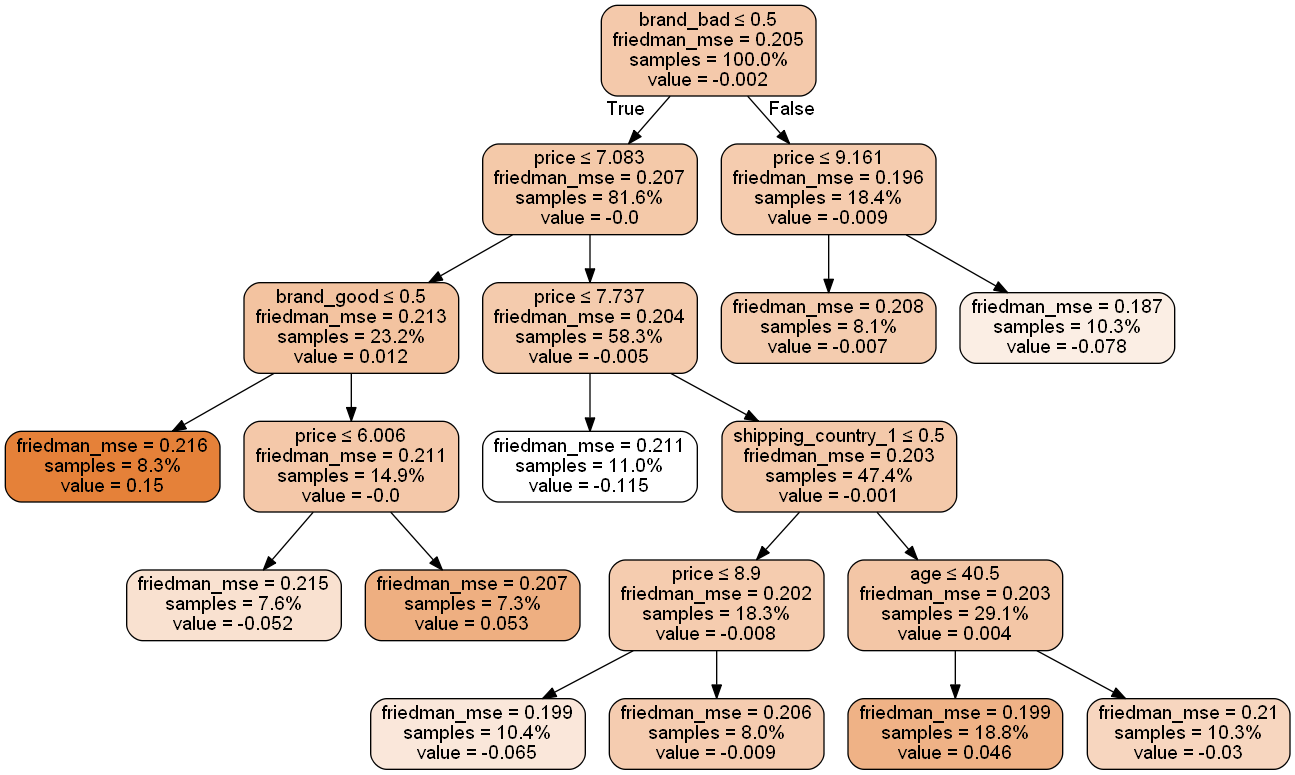 brand_bad ≤ 0.5
friedman_mse = 0.205
samples = 100.0%
value = -0.002
True
False
price ≤ 7.083
friedman_mse = 0.207
samples = 81.6%
value = -0.0
price ≤ 9.161
friedman_mse = 0.196
samples = 18.4%
value = -0.009
brand_good ≤ 0.5
friedman_mse = 0.213
samples = 23.2%
value = 0.012
price ≤ 7.737
friedman_mse = 0.204
samples = 58.3%
value = -0.005
friedman_mse = 0.208
samples = 8.1%
value = -0.007
friedman_mse = 0.187
samples = 10.3%
value = -0.078
friedman_mse = 0.216
samples = 8.3%
value = 0.15
price ≤ 6.006
friedman_mse = 0.211
samples = 14.9%
value = -0.0
friedman_mse = 0.211
samples = 11.0%
value = -0.115
shipping_country_1 ≤ 0.5
friedman_mse = 0.203
samples = 47.4%
value = -0.001
friedman_mse = 0.215
samples = 7.6%
value = -0.052
friedman_mse = 0.207
samples = 7.3%
value = 0.053
price ≤ 8.9
friedman_mse = 0.202
samples = 18.3%
value = -0.008
age ≤ 40.5
friedman_mse = 0.203
samples = 29.1%
value = 0.004
friedman_mse = 0.199
samples = 10.4%
value = -0.065
friedman_mse = 0.206
samples = 8.0%
value = -0.009
friedman_mse = 0.199
samples = 18.8%
value = 0.046
friedman_mse = 0.21
samples = 10.3%
value = -0.03